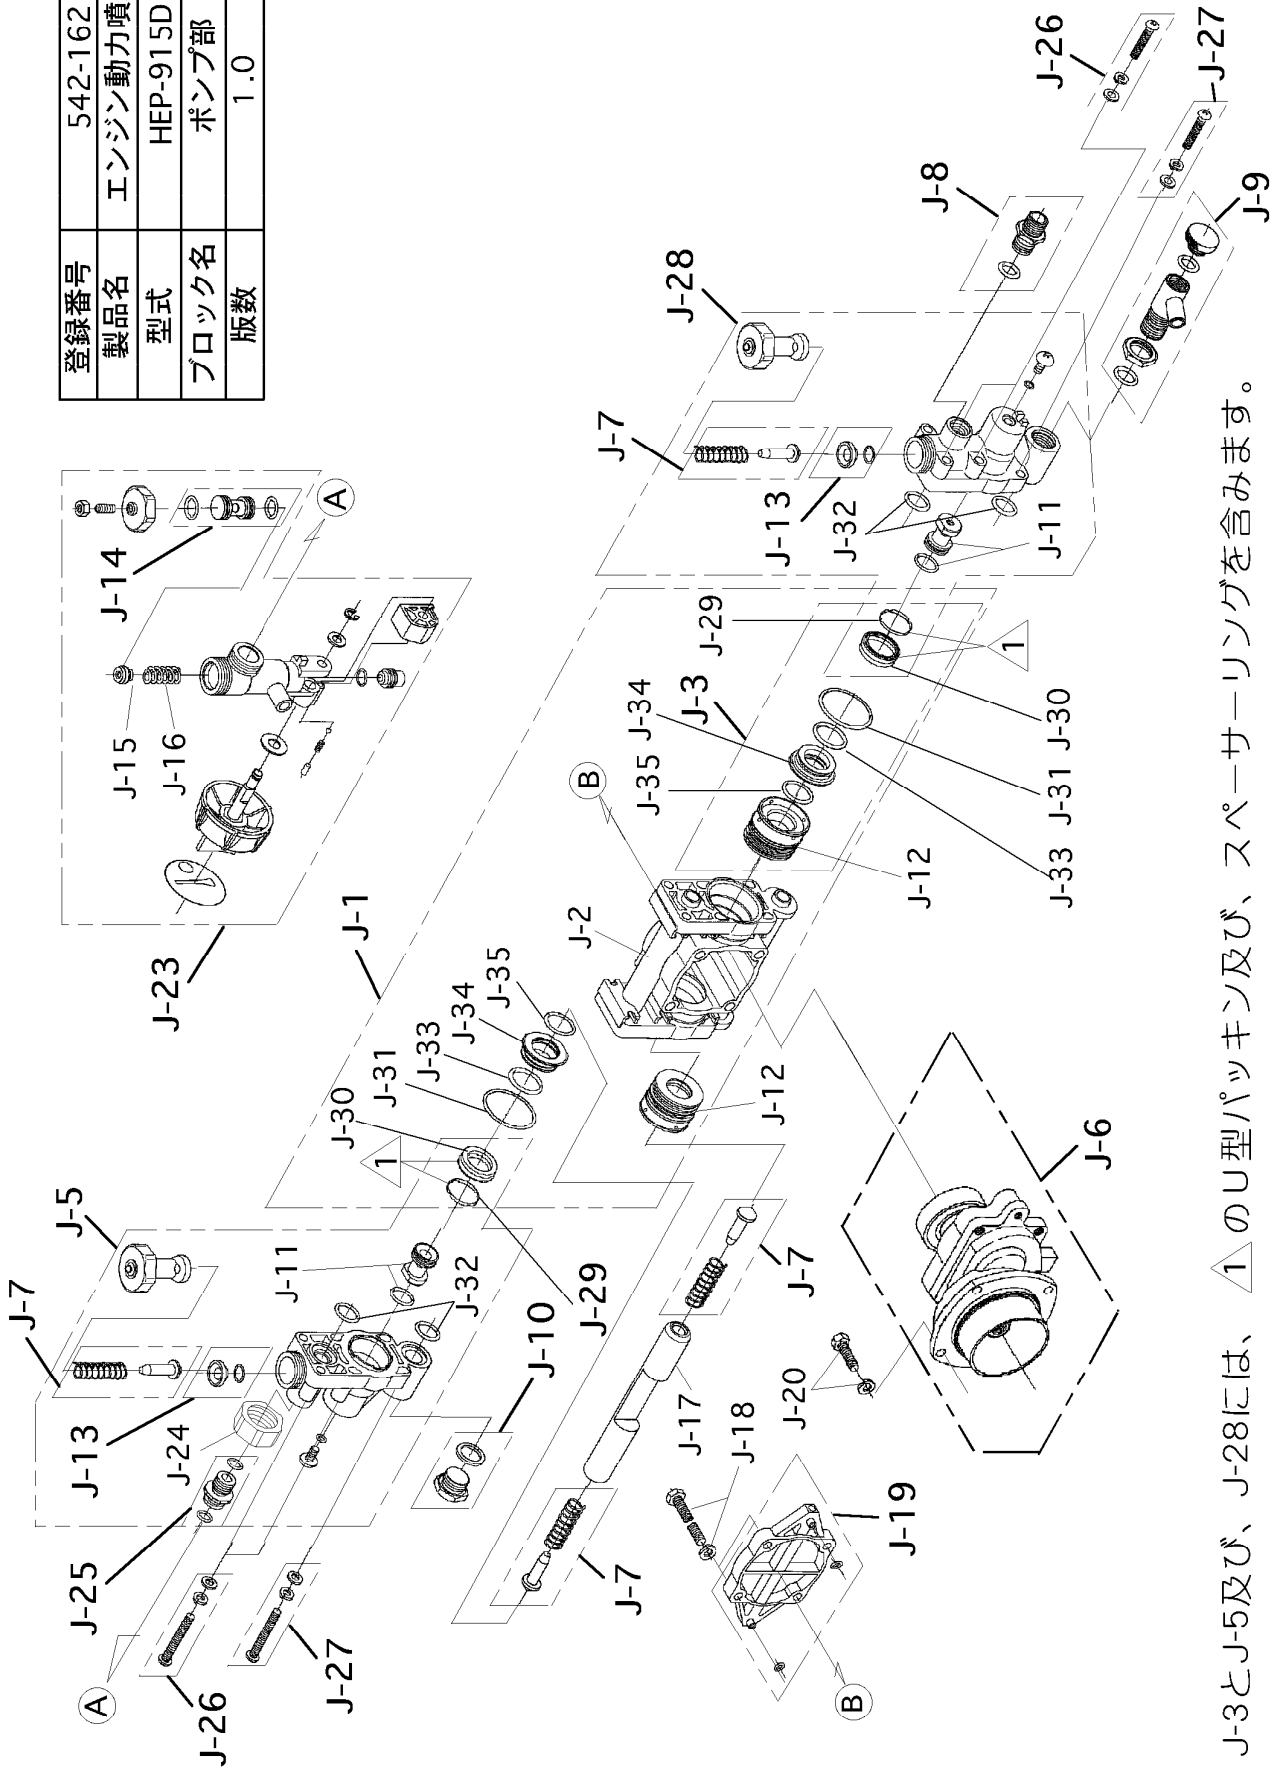 登録番号 542-162
製品名 エンジン動力噴
型式 HEP-915D
ブロック名 ポンプ部
版数 1.0
J-7
J-5
J-13
J-24
J-25
A
J-26
J-27
J-11
J-32
J-29
J-10
J-30
1
J-31
J-33
J-34
J-35
J-1
J-23
J-15
J-16
J-14
A
J-7
J-17
J-7
J-18
J-19
B
J-20
J-6
J-12
J-2
B
J-12
J-35
J-34
J-3
J-33
J-31
J-30
1
J-29
J-11
J-32
J-13
J-7
J-28
J-8
J-26
J-27
J-9
J-3とJ-5及び、J-28には、 1 のU型パッキン及び、スペーサーリングを含みます。